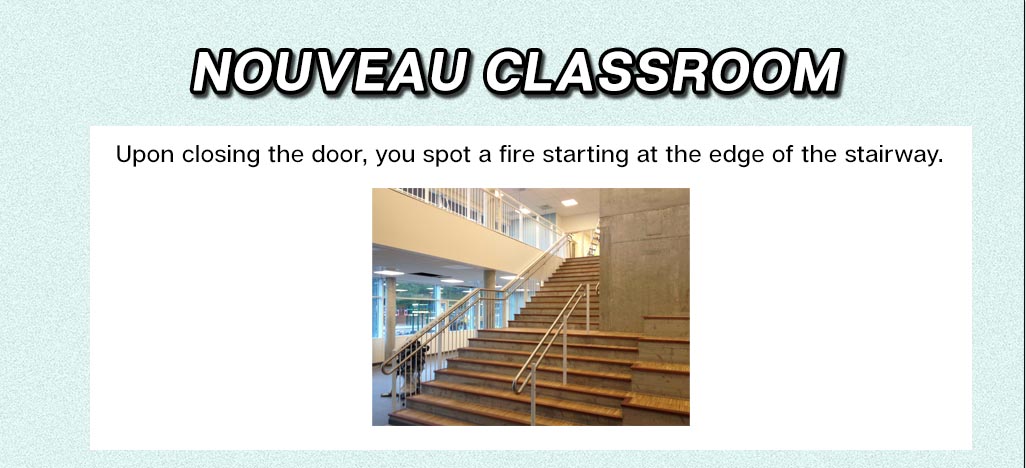 NOUVEAU CLASSROOM
Upon closing the door, you spot a fire starting at the edge of the stairway.